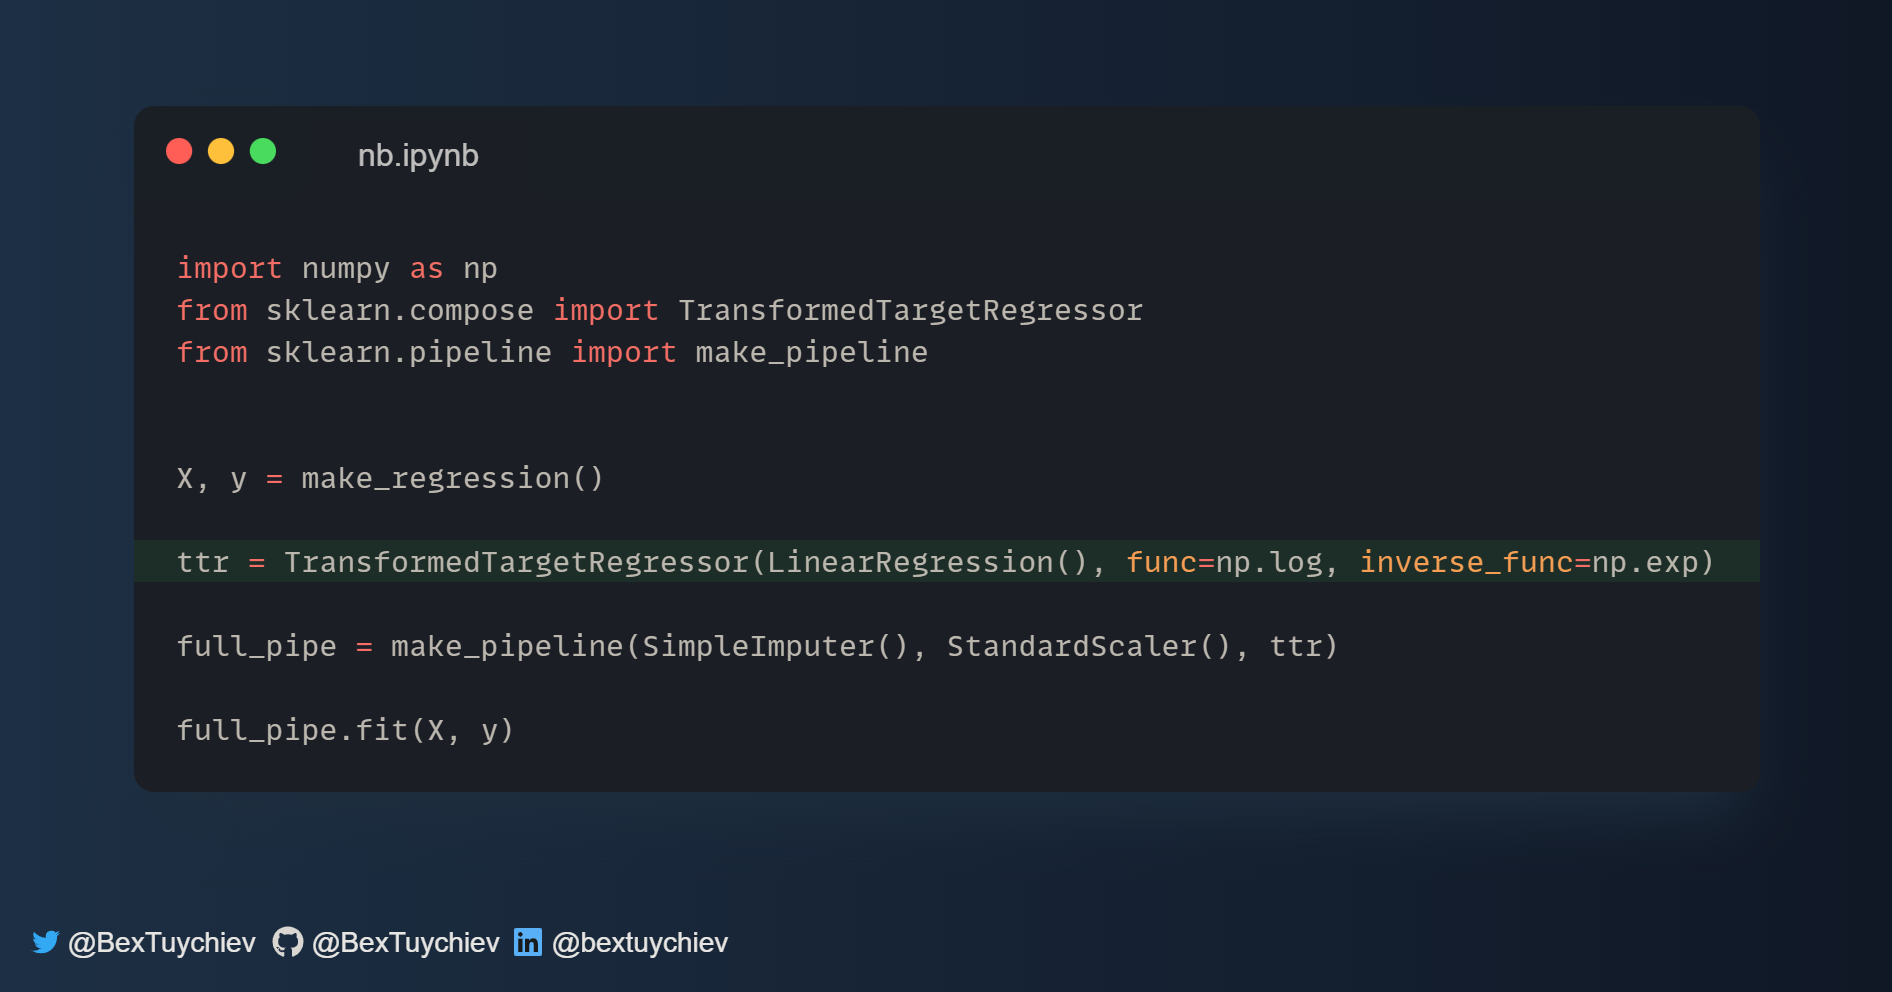 nb.ipynb
import numpy as np
from sklearn.compose import TransformedTargetRegressor
from sklearn.pipeline import make_pipeline
X, y = make_regression()
ttr = TransformedTargetRegressor(LinearRegression(), func=np.log, inverse_func=np.exp)
full_pipe = make_pipeline(SimpleImputer(), StandardScaler(), ttr)
full_pipe.fit(X, y)
@BexTuychiev @BexTuychiev in @bextuychiev